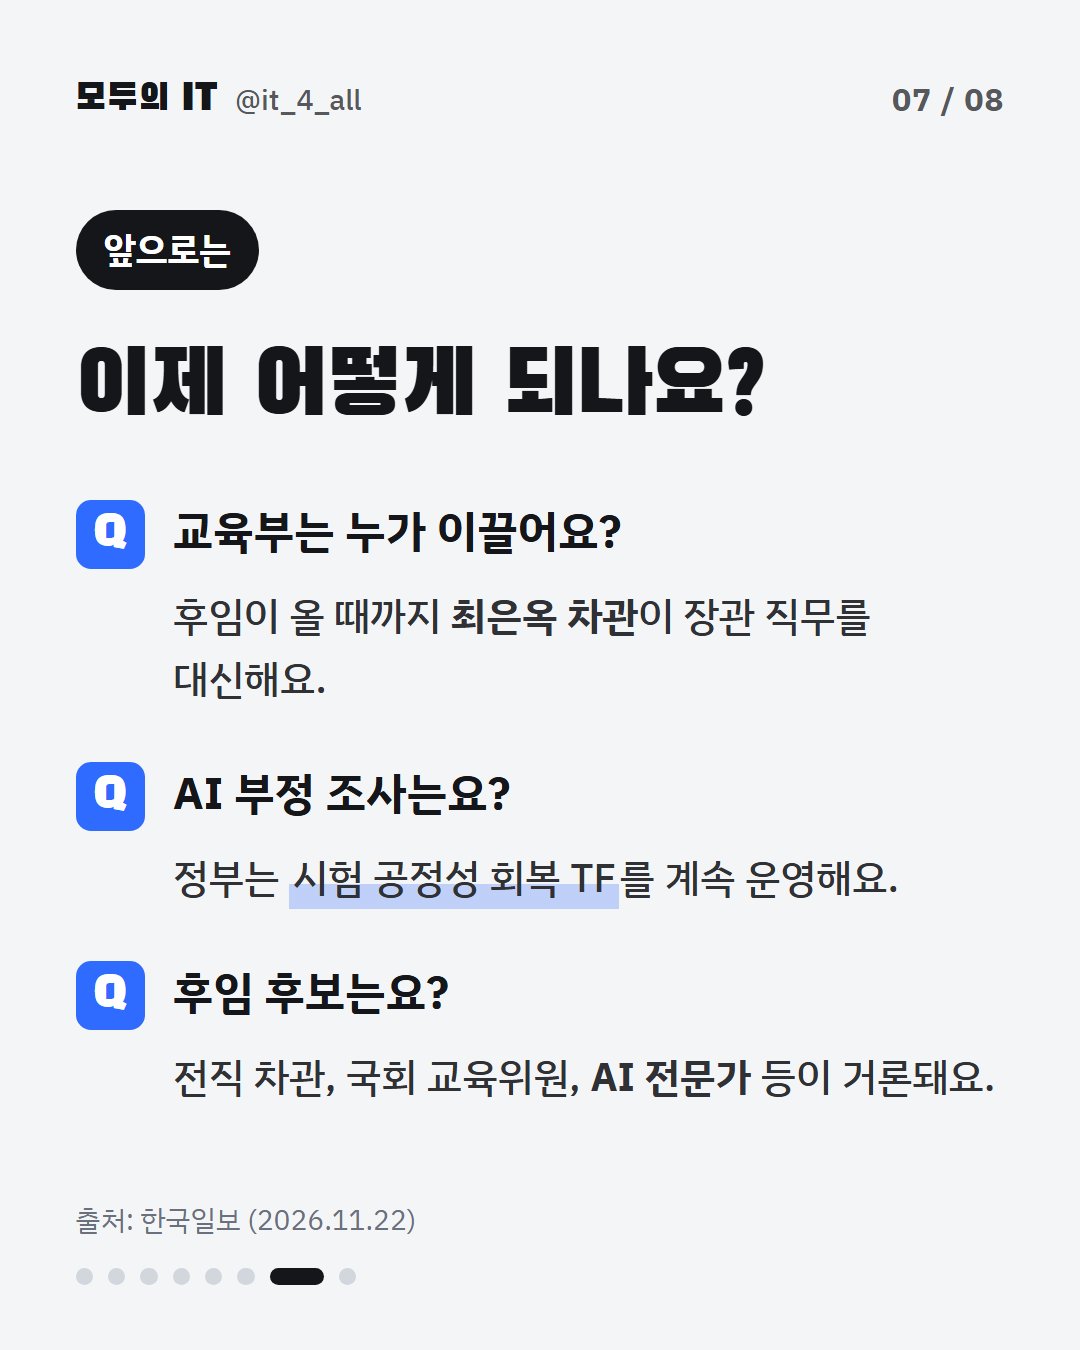 모두의 IT @it_4_all
07 / 08
앞으로는
이제 어떻게 되나요?
Q 교육부는 누가 이끌어요?
후임이 올 때까지 최은옥 차관이 장관 직무를
대신해요.
Q AI 부정 조사는요?
정부는 시험 공정성 회복 TF를 계속 운영해요.
Q 후임 후보는요?
전직 차관, 국회 교육위원, AI 전문가 등이 거론돼요.
출처: 한국일보 (2026.11.22)